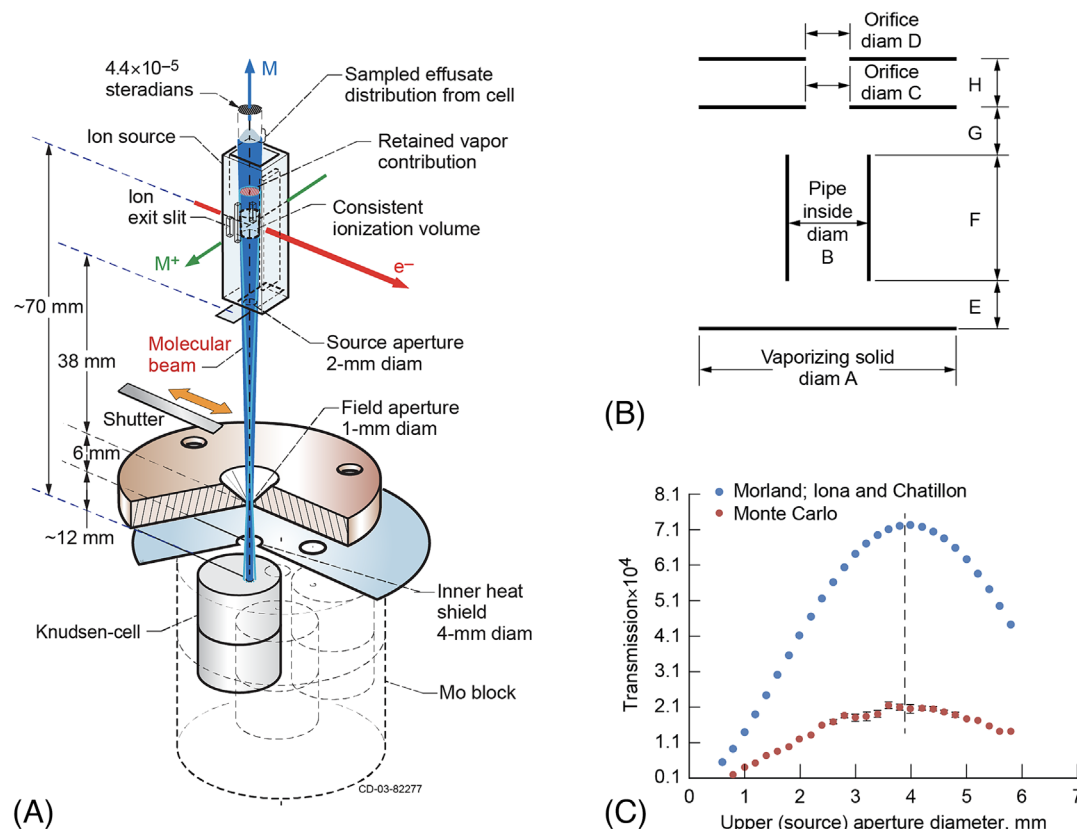 4.4×10⁻⁵
steradians
M
Sampled effusate
distribution from cell
Ion source
Retained vapor
contribution
Ion
exit slit
Consistent
ionization volume
M⁺
e⁻
~70 mm
38 mm
Molecular
beam
Source aperture
2-mm diam
Shutter
Field aperture
1-mm diam
6 mm
~12 mm
Inner heat
shield
4-mm diam
Knudsen-cell
Mo block
CD-03-82277
(A)
Orifice
diam D
Orifice
diam C
H
G
Pipe
inside
diam
B
F
E
Vaporizing solid
diam A
(B)
Morland; Iona and Chatillon
Monte Carlo
Transmission×10⁴
8.1
7.1
6.1
5.1
4.1
3.1
2.1
1.1
0.1
0 1 2 3 4 5 6 7
Upper (source) aperture diameter, mm
(C)